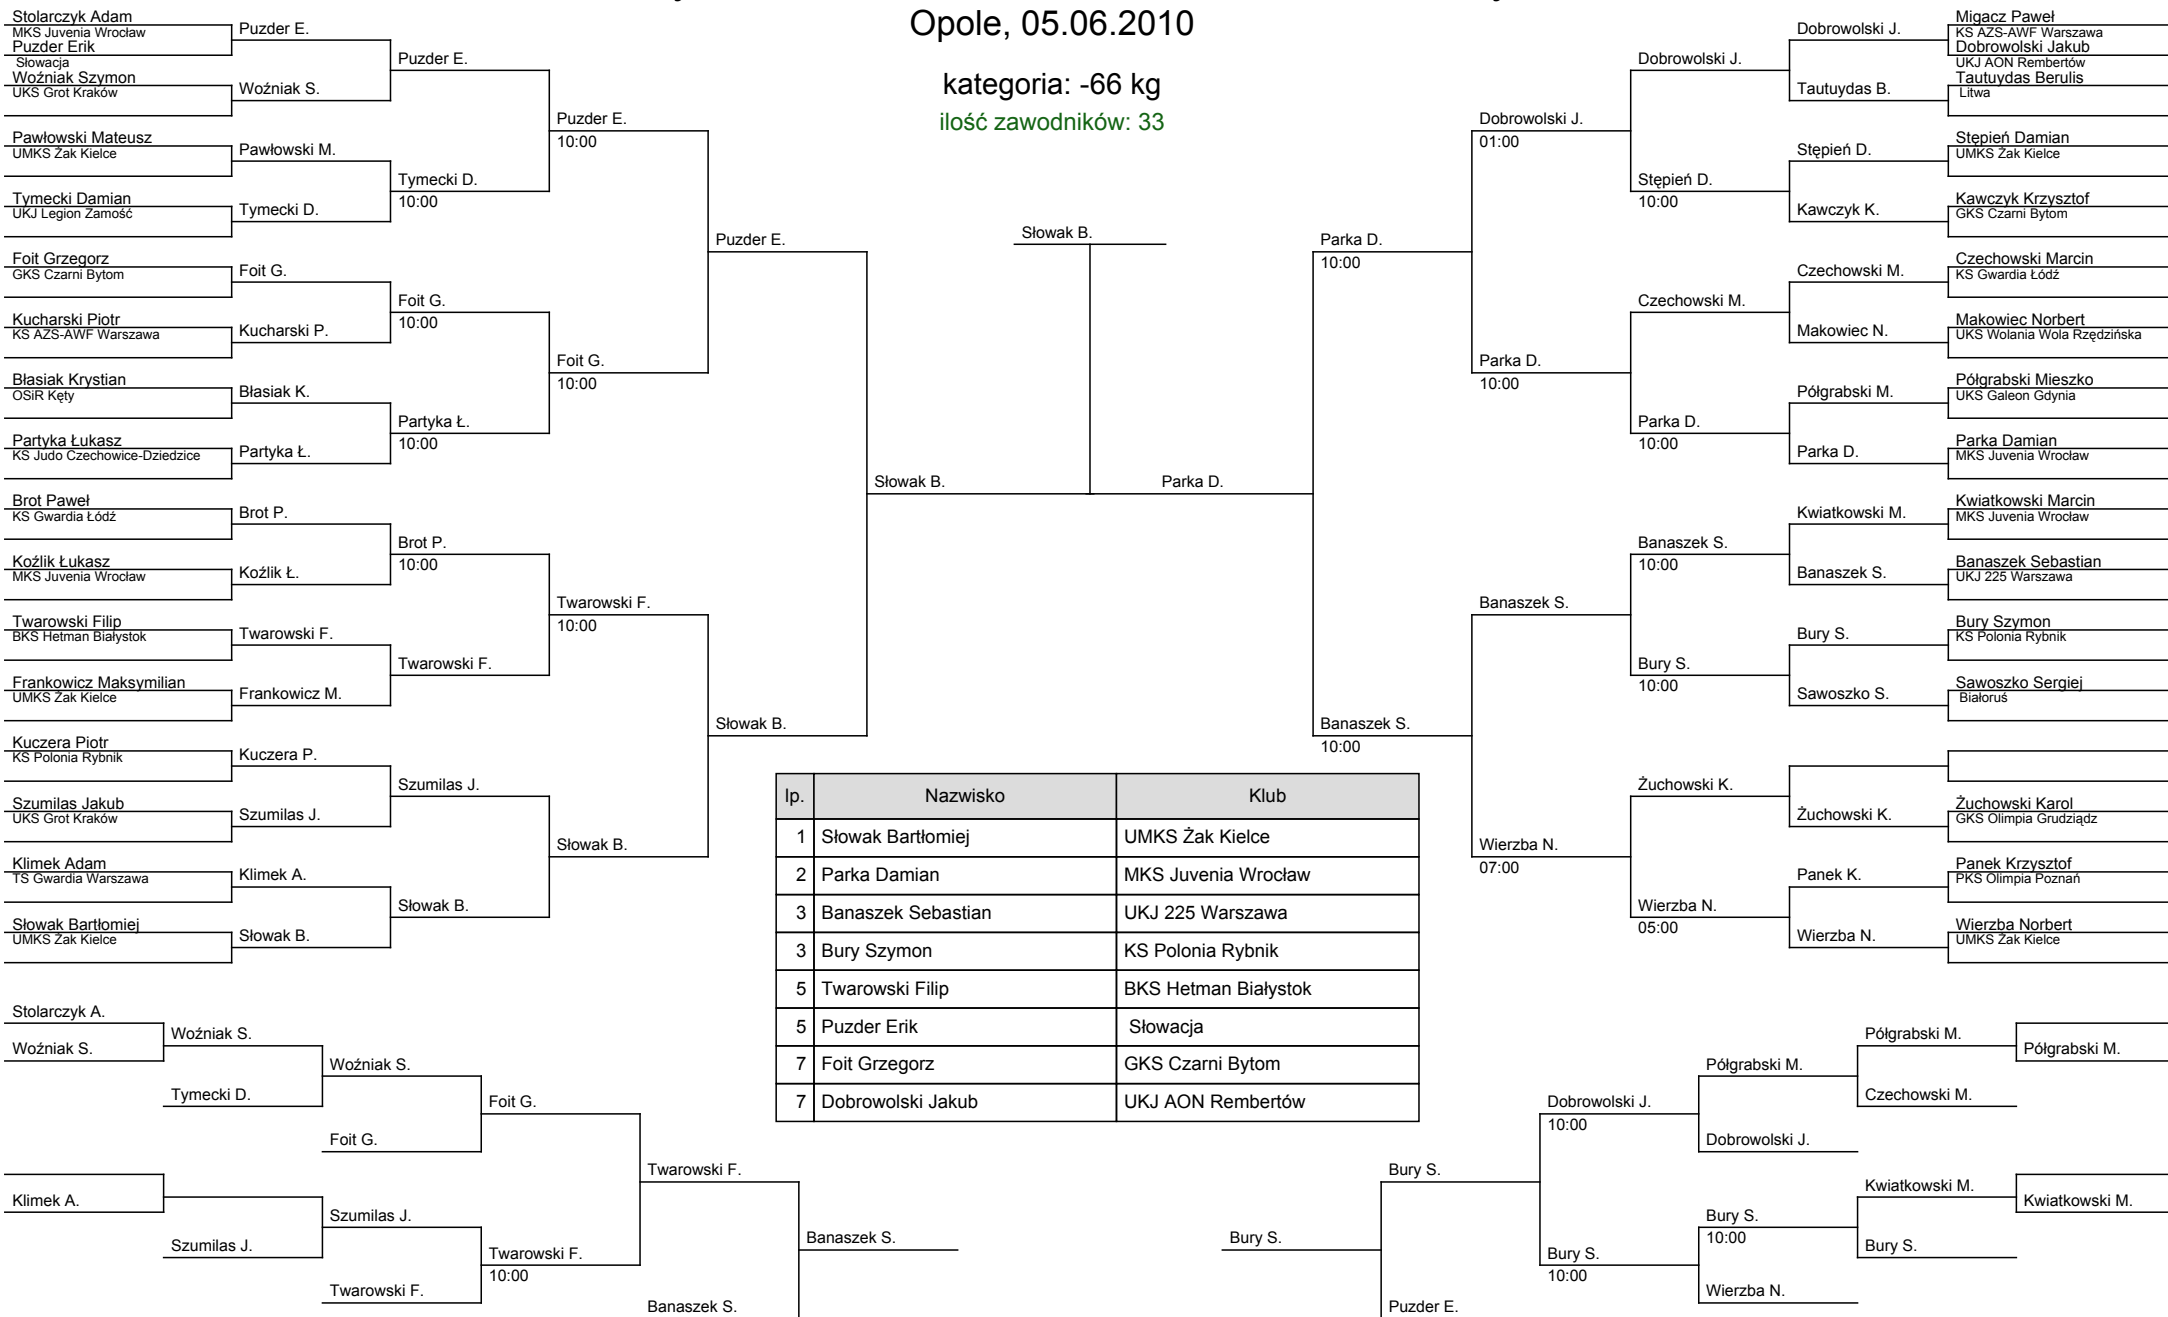 Opole, 05.06.2010
kategoria: -66 kg
ilość zawodników: 33
Stolarczyk Adam
MKS Juvenia Wrocław
Puzder Erik
Słowacja
Woźniak Szymon
UKS Grot Kraków
Pawłowski Mateusz
UMKS Żak Kielce
Tymecki Damian
UKJ Legion Zamość
Foit Grzegorz
GKS Czarni Bytom
Kucharski Piotr
KS AZS-AWF Warszawa
Błasiak Krystian
OSiR Kęty
Partyka Łukasz
KS Judo Czechowice-Dziedzice
Brot Paweł
KS Gwardia Łódź
Koźlik Łukasz
MKS Juvenia Wrocław
Twarowski Filip
BKS Hetman Białystok
Frankowicz Maksymilian
UMKS Żak Kielce
Kuczera Piotr
KS Polonia Rybnik
Szumilas Jakub
UKS Grot Kraków
Klimek Adam
TS Gwardia Warszawa
Słowak Bartłomiej
UMKS Żak Kielce
Puzder E.
Woźniak S.
Pawłowski M.
Tymecki D.
Foit G.
Kucharski P.
Błasiak K.
Partyka Ł.
Brot P.
Koźlik Ł.
Twarowski F.
Frankowicz M.
Kuczera P.
Szumilas J.
Klimek A.
Słowak B.
Puzder E.
Tymecki D.
10:00
Foit G.
10:00
Partyka Ł.
10:00
Brot P.
10:00
Twarowski F.
Szumilas J.
Słowak B.
Puzder E.
10:00
Foit G.
10:00
Twarowski F.
10:00
Słowak B.
Puzder E.
Słowak B.
Słowak B.
Słowak B.
Parka D.
Parka D.
10:00
Banaszek S.
10:00
Dobrowolski J.
01:00
Parka D.
10:00
Banaszek S.
Wierzba N.
07:00
Dobrowolski J.
Stępień D.
10:00
Czechowski M.
Parka D.
10:00
Banaszek S.
10:00
Bury S.
10:00
Żuchowski K.
Wierzba N.
05:00
Dobrowolski J.
Tautuydas B.
Stępień D.
Kawczyk K.
Czechowski M.
Makowiec N.
Półgrabski M.
Parka D.
Kwiatkowski M.
Banaszek S.
Bury S.
Sawoszko S.
Żuchowski K.
Panek K.
Wierzba N.
Migacz Paweł
KS AZS-AWF Warszawa
Dobrowolski Jakub
UKJ AON Rembertów
Tautuydas Berulis
Litwa
Stępień Damian
UMKS Żak Kielce
Kawczyk Krzysztof
GKS Czarni Bytom
Czechowski Marcin
KS Gwardia Łódź
Makowiec Norbert
UKS Wolania Wola Rzędzińska
Półgrabski Mieszko
UKS Galeon Gdynia
Parka Damian
MKS Juvenia Wrocław
Kwiatkowski Marcin
MKS Juvenia Wrocław
Banaszek Sebastian
UKJ 225 Warszawa
Bury Szymon
KS Polonia Rybnik
Sawoszko Sergiej
Białoruś
Żuchowski Karol
GKS Olimpia Grudziądz
Panek Krzysztof
PKS Olimpia Poznań
Wierzba Norbert
UMKS Żak Kielce
lp. Nazwisko Klub
1 Słowak Bartłomiej UMKS Żak Kielce
2 Parka Damian MKS Juvenia Wrocław
3 Banaszek Sebastian UKJ 225 Warszawa
3 Bury Szymon KS Polonia Rybnik
5 Twarowski Filip BKS Hetman Białystok
5 Puzder Erik Słowacja
7 Foit Grzegorz GKS Czarni Bytom
7 Dobrowolski Jakub UKJ AON Rembertów
Stolarczyk A.
Woźniak S.
Klimek A.
Woźniak S.
Tymecki D.
Szumilas J.
Woźniak S.
Foit G.
Szumilas J.
Twarowski F.
Foit G.
Twarowski F.
10:00
Twarowski F.
Banaszek S.
Banaszek S.
Bury S.
Bury S.
Puzder E.
Dobrowolski J.
10:00
Bury S.
10:00
Półgrabski M.
Dobrowolski J.
Bury S.
10:00
Wierzba N.
Półgrabski M.
Czechowski M.
Kwiatkowski M.
Bury S.
Półgrabski M.
Kwiatkowski M.